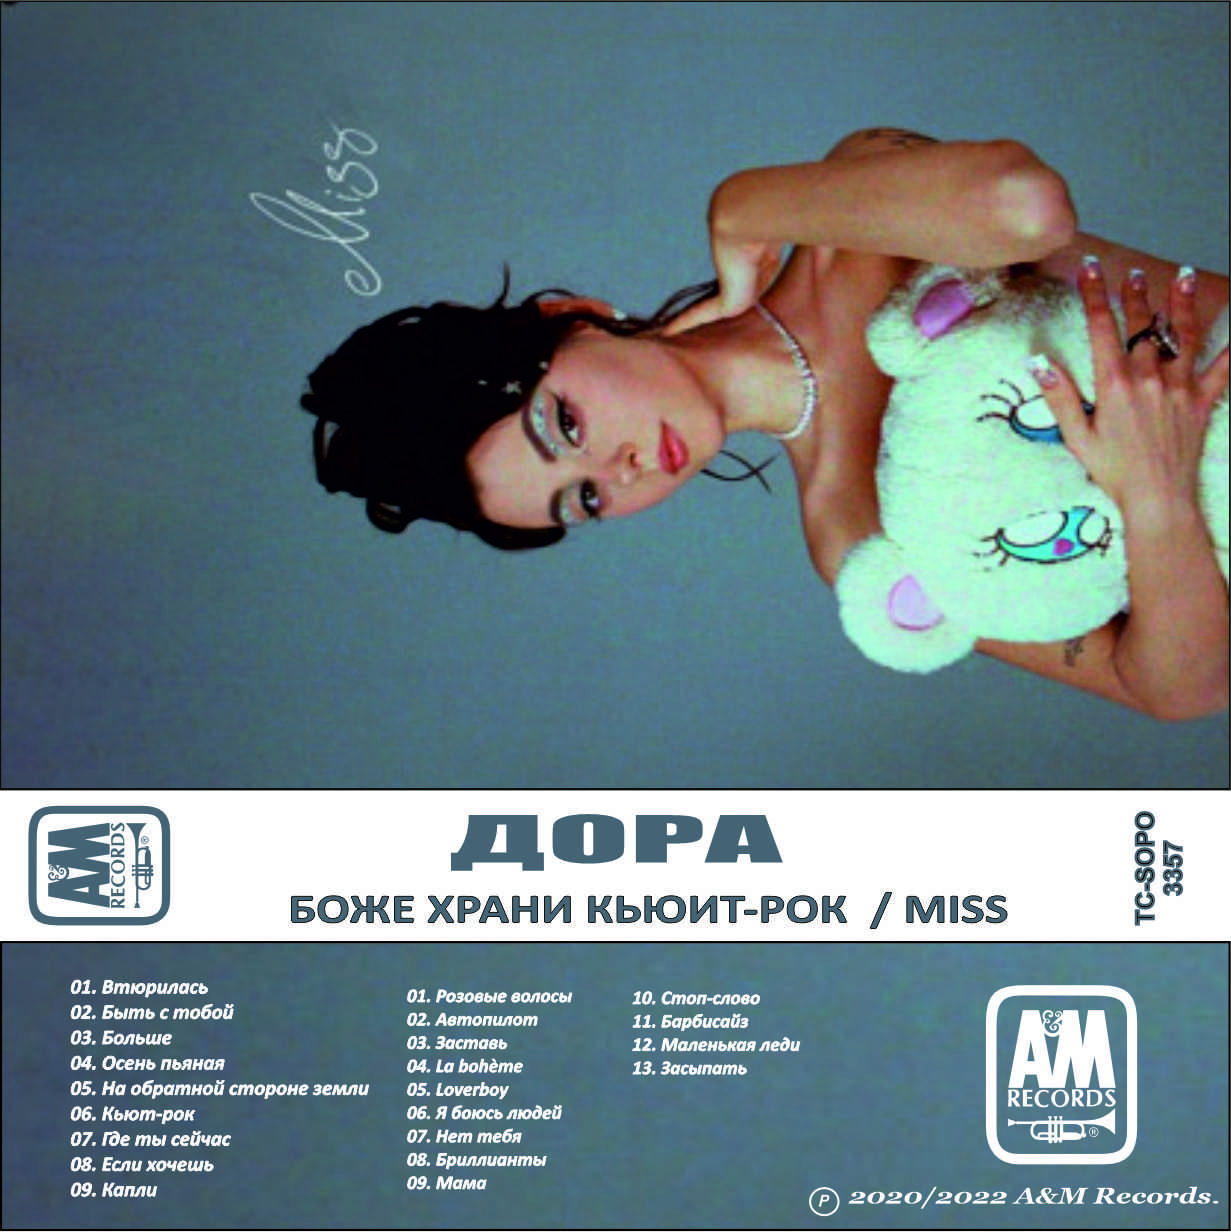 Miss
A&M
RECORDS
®
ДОРА
БОЖЕ ХРАНИ КЬЮИТ-РОК / MISS
TC-SOPO
3357
01. Втюрилась
02. Быть с тобой
03. Больше
04. Осень пьяная
05. На обратной стороне земли
06. Кьют-рок
07. Где ты сейчас
08. Если хочешь
09. Капли
01. Розовые волосы
02. Автопилот
03. Заставь
04. La bohème
05. Loverboy
06. Я боюсь людей
07. Нет тебя
08. Бриллианты
09. Мама
10. Стоп-слово
11. Барбисайз
12. Маленькая леди
13. Засыпать
A&M
RECORDS
®
℗ 2020/2022 A&M Records.